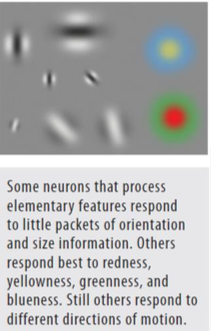 Some neurons that process
elementary features respond
to little packets of orientation
and size information. Others
respond best to redness,
yellowness, greenness, and
blueness. Still others respond to
different directions of motion.